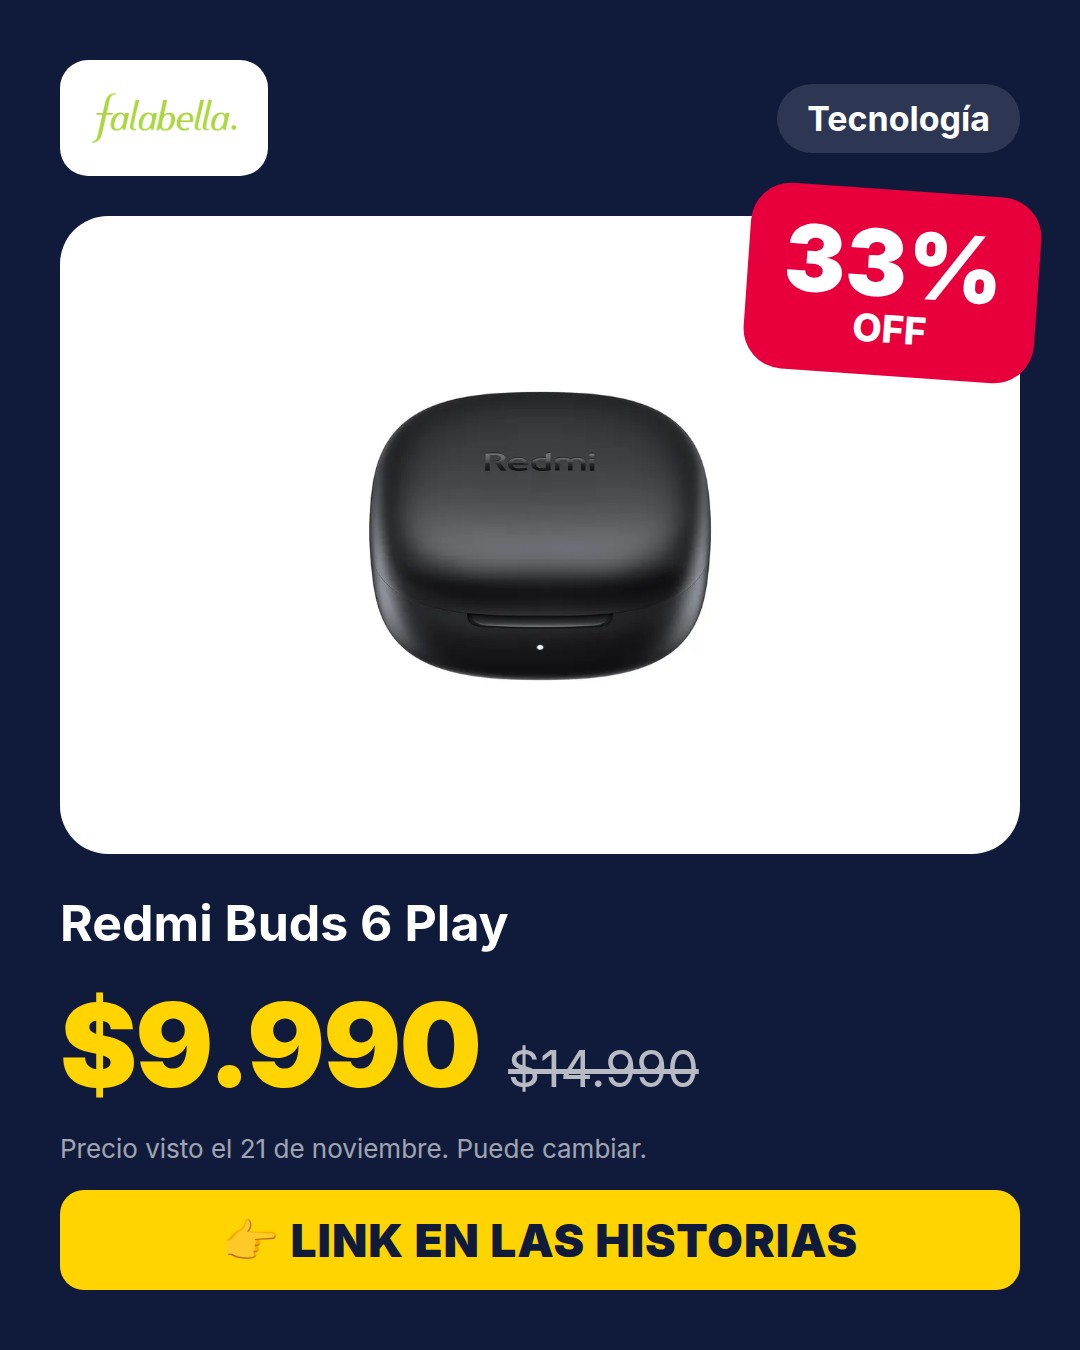 falabella.
Tecnología
33%
OFF
Redmi
Redmi Buds 6 Play
$9.990 $14.990
Precio visto el 21 de noviembre. Puede cambiar.
👉 LINK EN LAS HISTORIAS